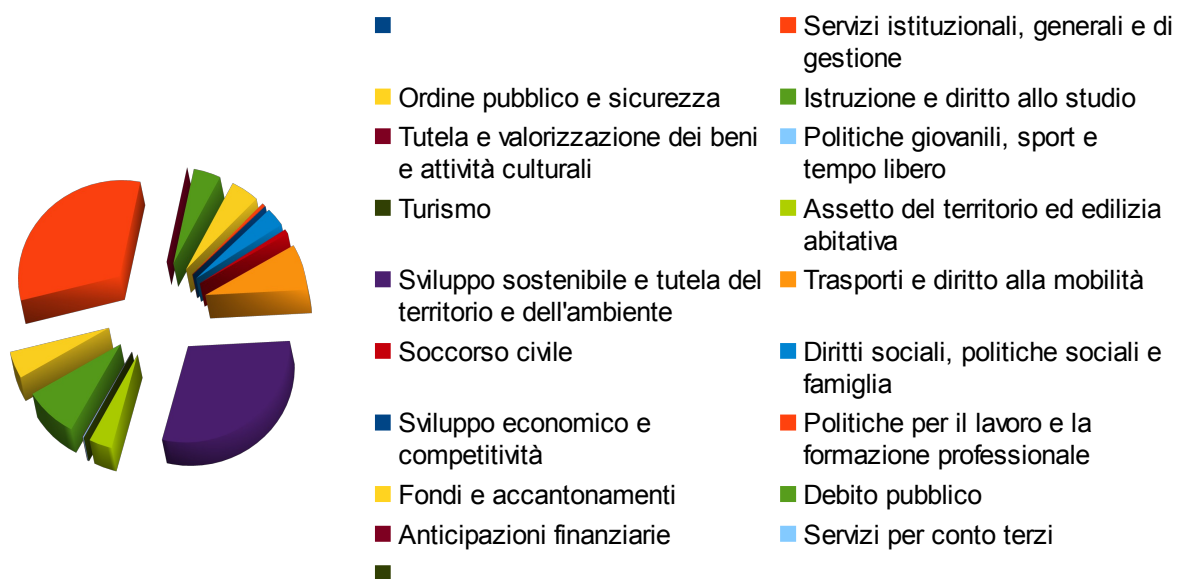 Servizi istituzionali, generali e di
gestione
Ordine pubblico e sicurezza
Istruzione e diritto allo studio
Tutela e valorizzazione dei beni
e attività culturali
Politiche giovanili, sport e
tempo libero
Turismo
Assetto del territorio ed edilizia
abitativa
Sviluppo sostenibile e tutela del
territorio e dell'ambiente
Trasporti e diritto alla mobilità
Soccorso civile
Diritti sociali, politiche sociali e
famiglia
Sviluppo economico e
competitività
Politiche per il lavoro e la
formazione professionale
Fondi e accantonamenti
Debito pubblico
Anticipazioni finanziarie
Servizi per conto terzi